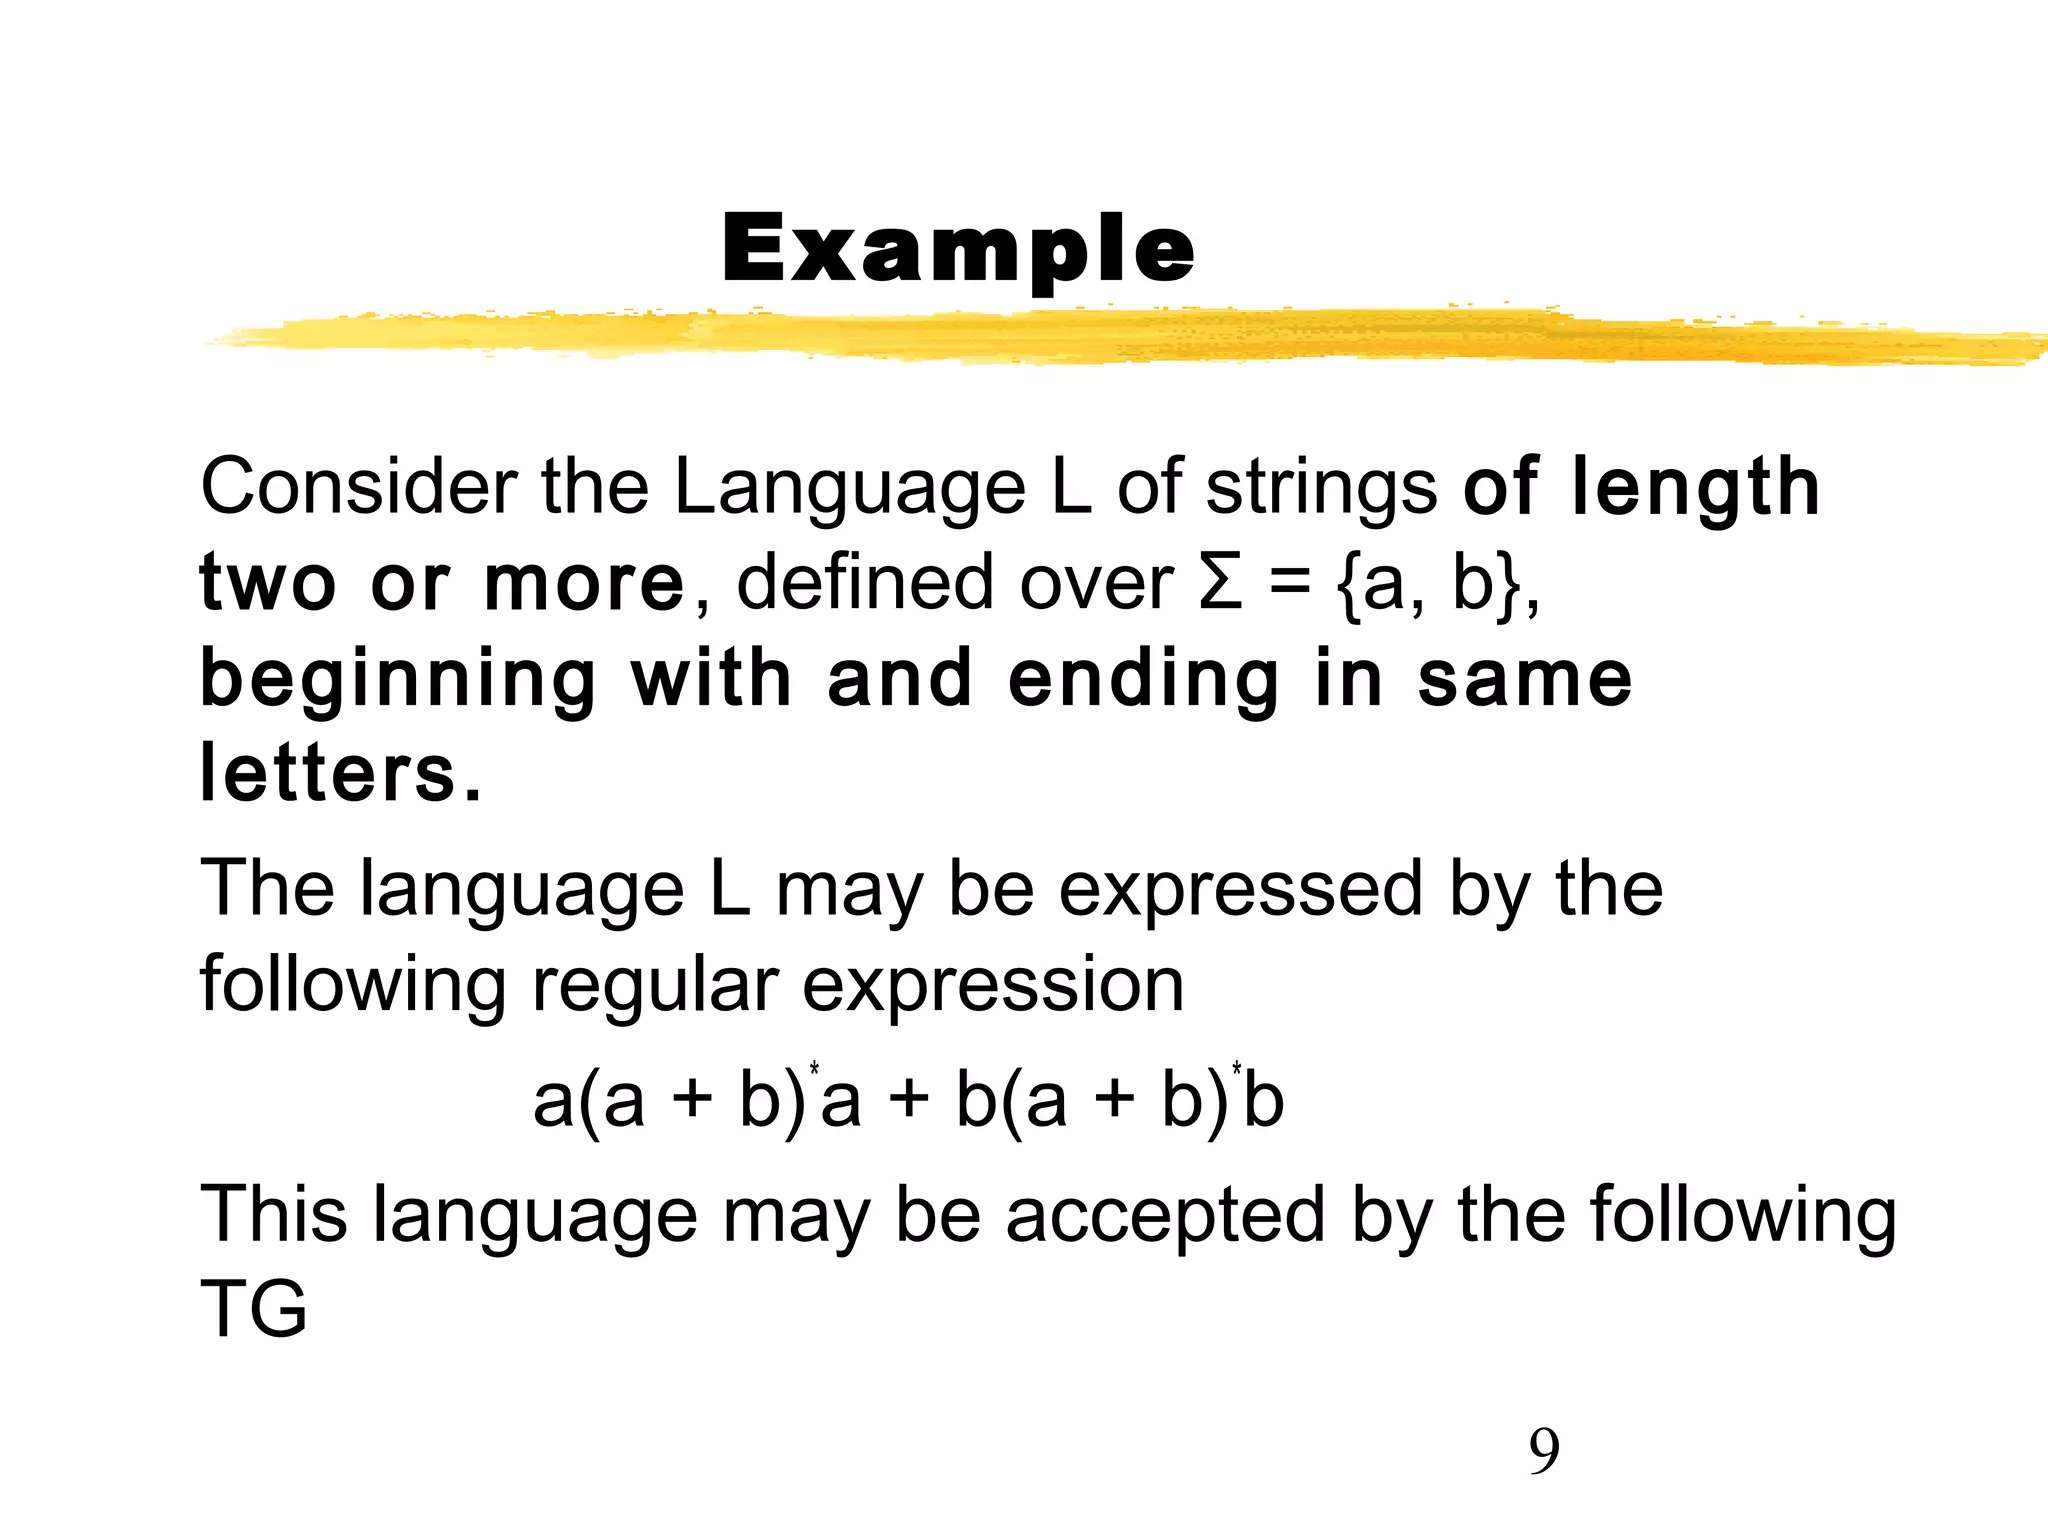 Example
Consider the Language L of strings of length
two or more, defined over Σ = {a, b},
beginning with and ending in same
letters.
The language L may be expressed by the
following regular expression
a(a + b)*a + b(a + b)*b
This language may be accepted by the following
TG
9